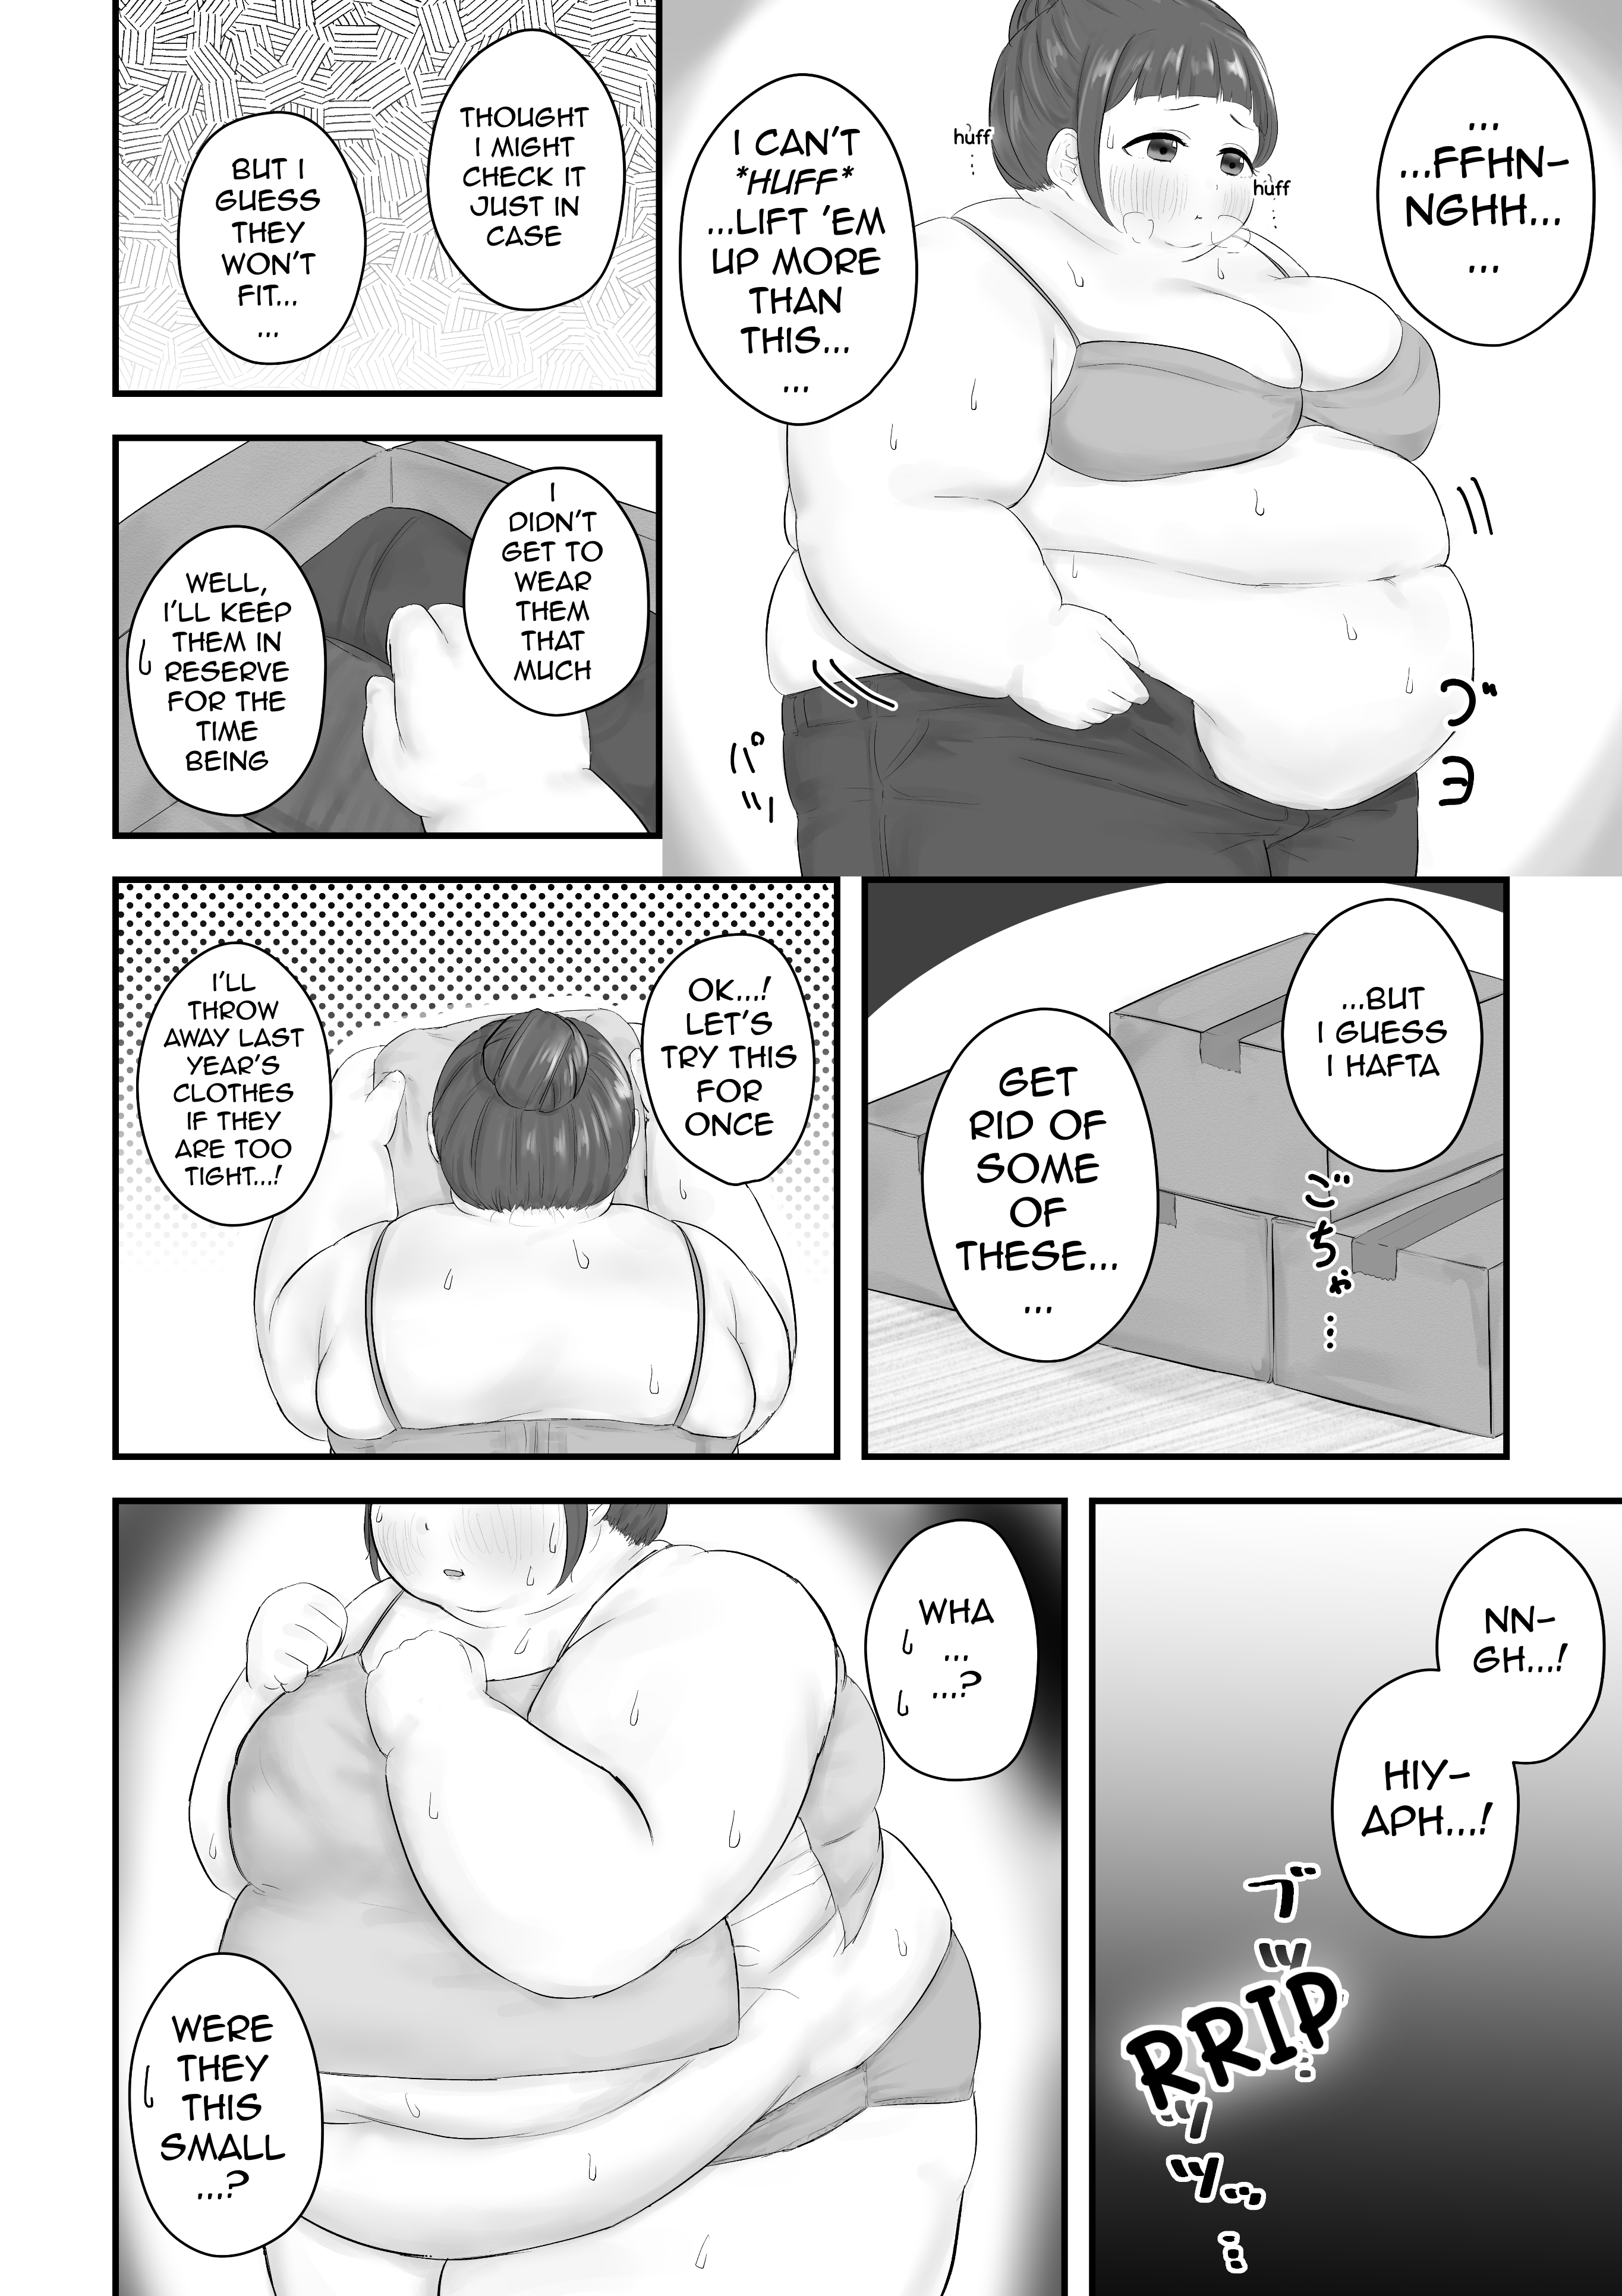 ...
...FFHN-
NGHH...
...
huff
...
huff
...
I CAN'T
*HUFF*
...LIFT 'EM
UP MORE
THAN
THIS...
...
づ
ョ
パ
ツ
THOUGHT
I MIGHT
CHECK IT
JUST IN
CASE
BUT I
GUESS
THEY
WON'T
FIT...
...
I
DIDN'T
GET TO
WEAR
THEM
THAT
MUCH
WELL,
I'LL KEEP
THEM IN
RESERVE
FOR THE
TIME
BEING
...BUT
I GUESS
I HAFTA
GET
RID OF
SOME
OF
THESE...
...
ごちゃ…
OK...!
LET'S
TRY THIS
FOR
ONCE
I'LL
THROW
AWAY LAST
YEAR'S
CLOTHES
IF THEY
ARE TOO
TIGHT...!
NN-
GH...!
HIY-
APH...!
ブツ
RRIP
ツッ…
WHA
...
...?
WERE
THEY
THIS
SMALL
...?